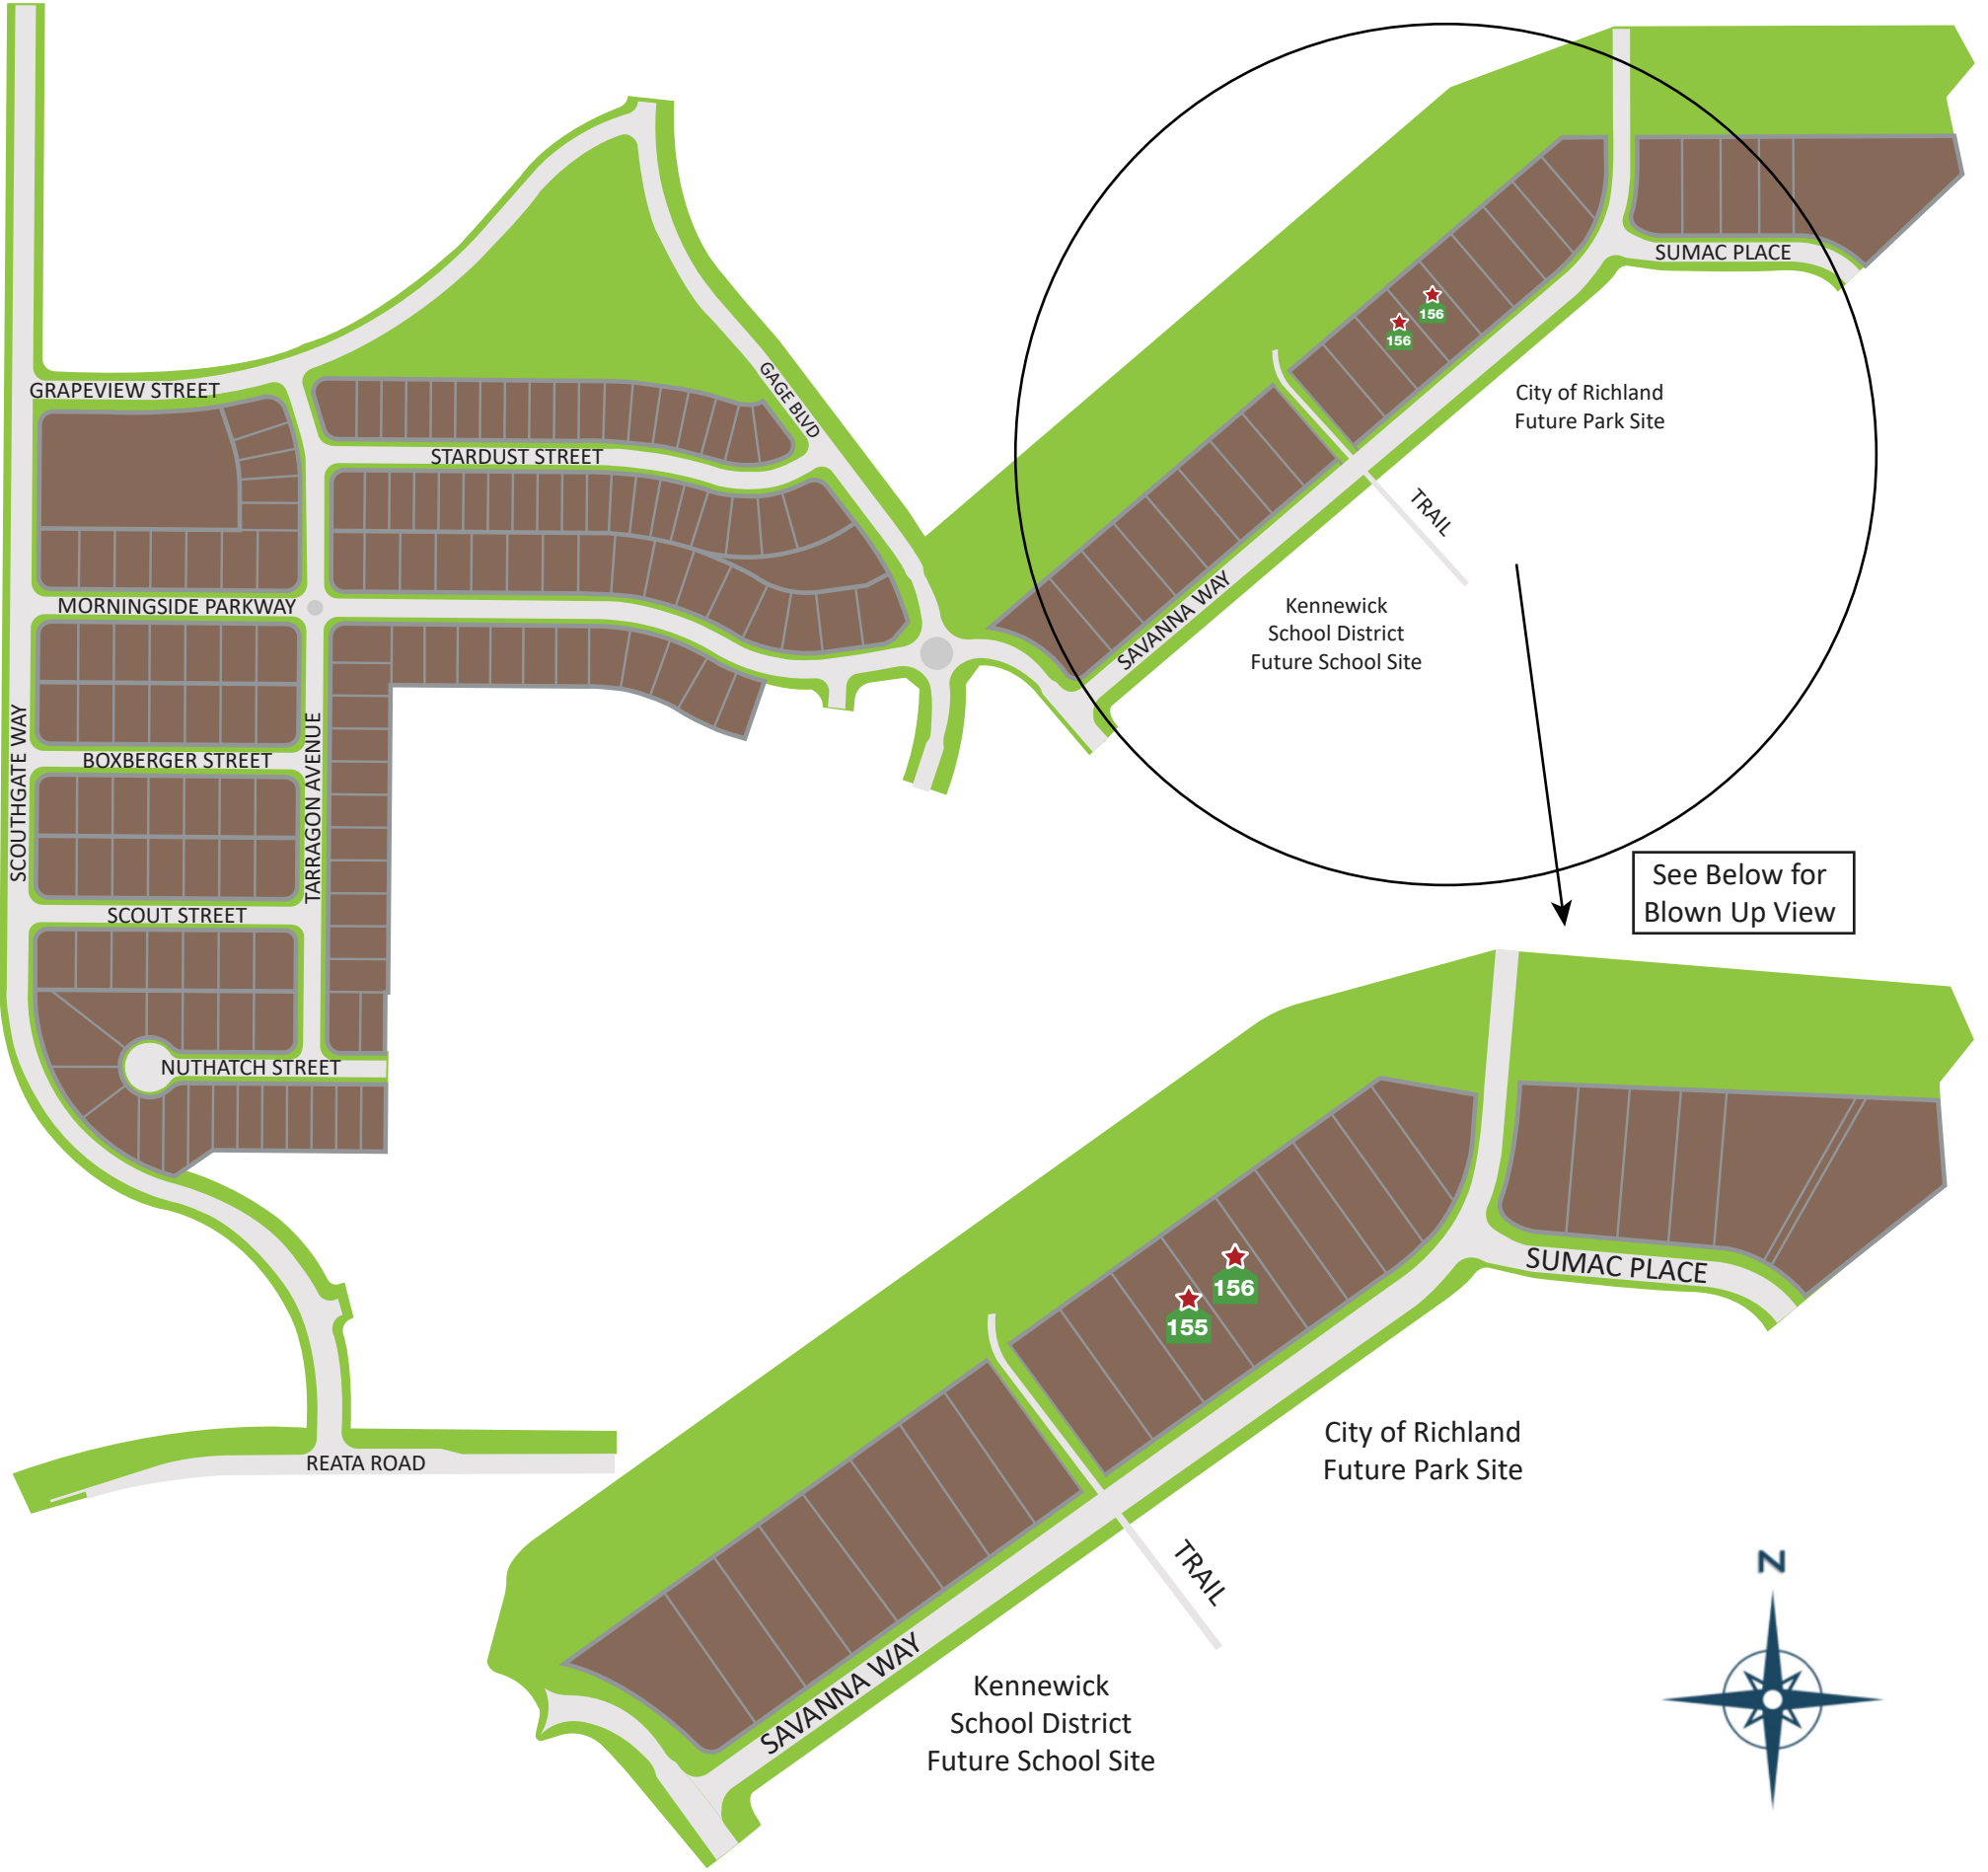 GRAPEVIEW STREET
STARDUST STREET
GAGE BLVD
MORNINGSIDE PARKWAY
BOXBERGER STREET
SCOUTHGATE WAY
TARRAGON AVENUE
SCOUT STREET
NUTHATCH STREET
REATA ROAD
SUMAC PLACE
156
156
City of Richland
Future Park Site
TRAIL
SAVANNA WAY
Kennewick
School District
Future School Site
See Below for
Blown Up View
SUMAC PLACE
156
155
City of Richland
Future Park Site
TRAIL
SAVANNA WAY
Kennewick
School District
Future School Site
N